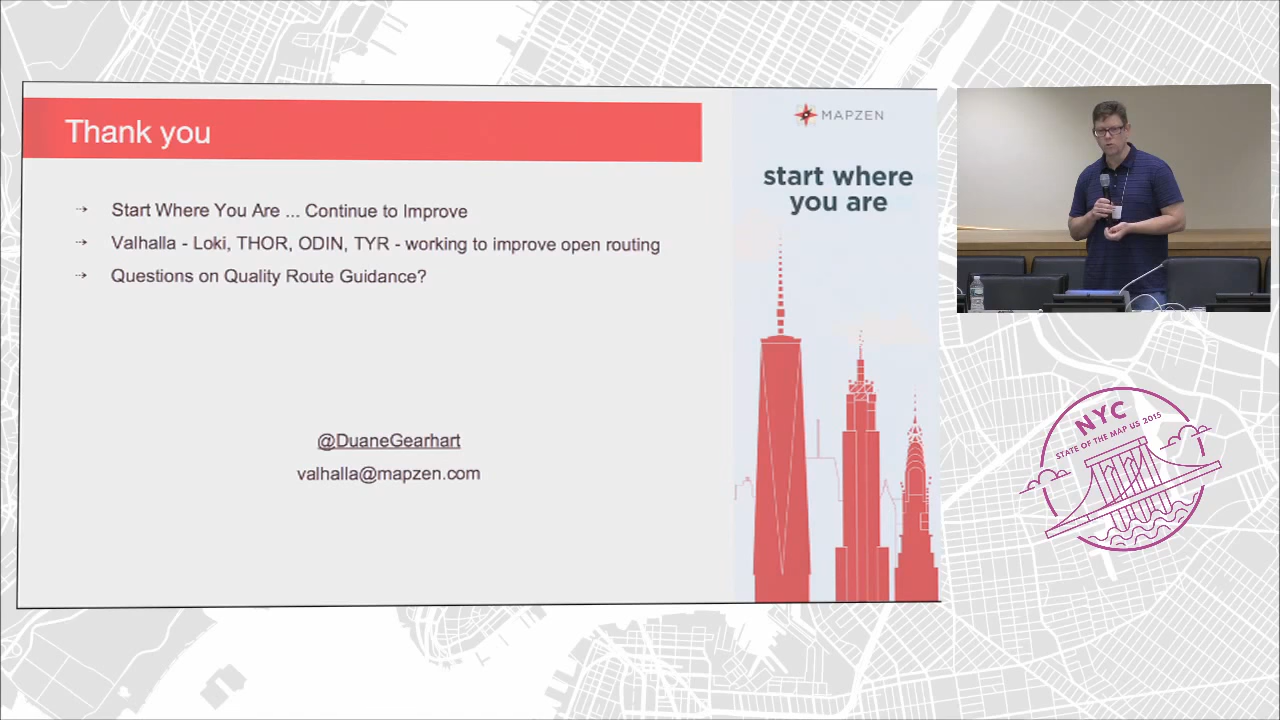 Thank you
→ Start Where You Are ... Continue to Improve
→ Valhalla - Loki, THOR, ODIN, TYR - working to improve open routing
→ Questions on Quality Route Guidance?
@DuaneGearhart
valhalla@mapzen.com
MAPZEN
start where
you are
NYC
STATE OF THE MAP US 2015